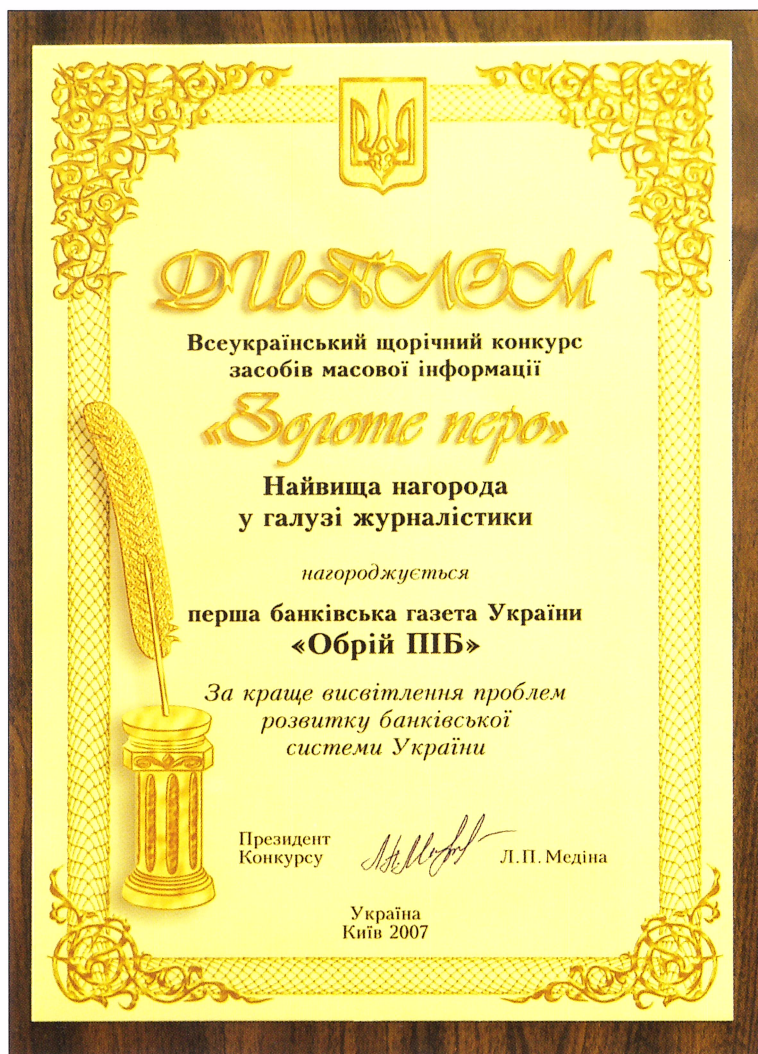 ДИПЛОМ
Всеукраїнський щорічний конкурс
засобів масової інформації
«Золоте перо»
Найвища нагорода
у галузі журналістики
нагороджується
перша банківська газета України
«Обрій ПІБ»
За краще висвітлення проблем
розвитку банківської
системи України
Президент
Конкурсу
Л.П.Медіна
Україна
Київ 2007